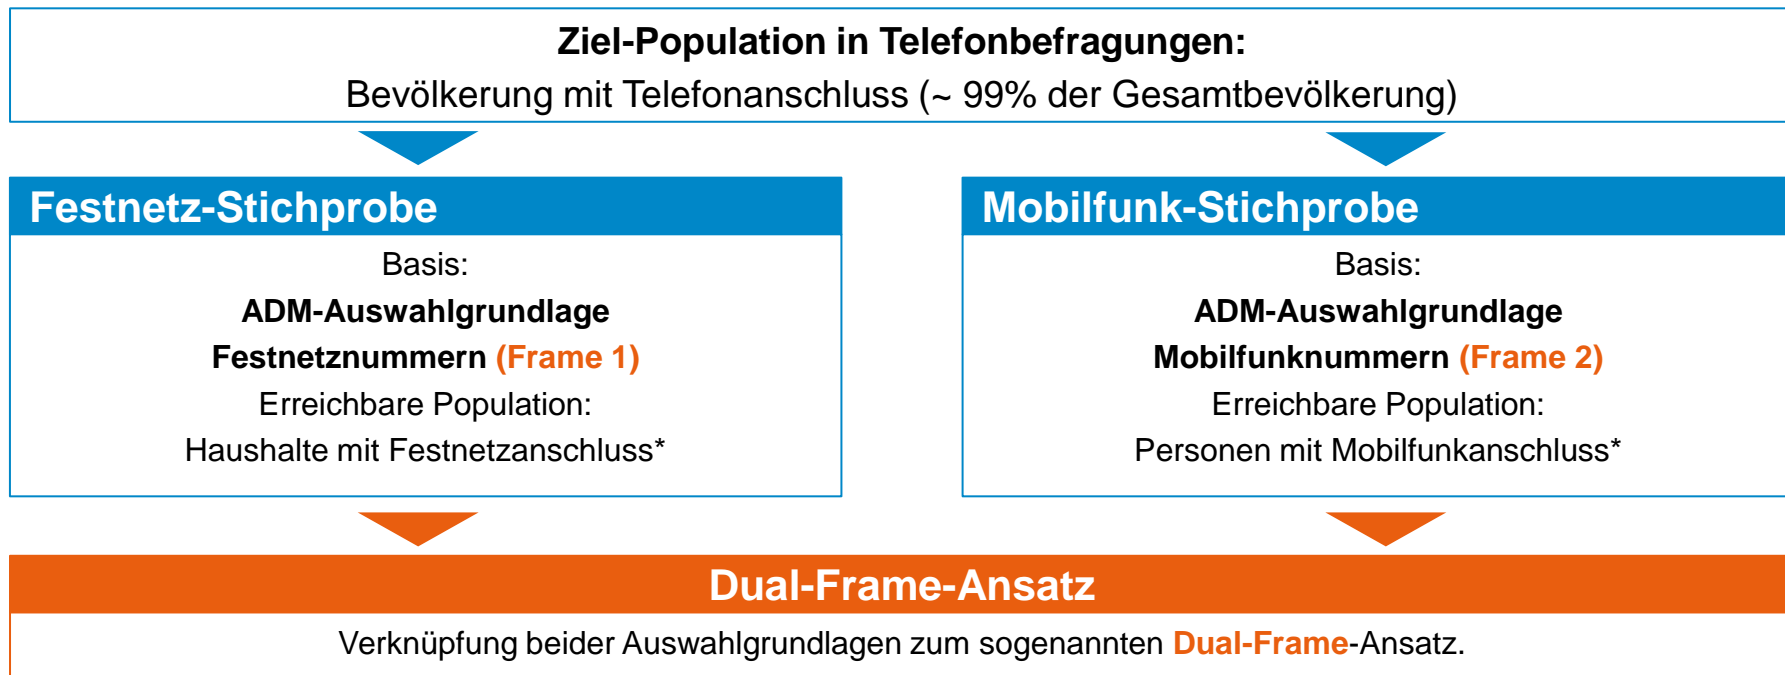 Ziel-Population in Telefonbefragungen:
Bevölkerung mit Telefonanschluss (~ 99% der Gesamtbevölkerung)
Festnetz-Stichprobe
Basis:
ADM-Auswahlgrundlage
Festnetznummern (Frame 1)
Erreichbare Population:
Haushalte mit Festnetzanschluss*
Mobilfunk-Stichprobe
Basis:
ADM-Auswahlgrundlage
Mobilfunknummern (Frame 2)
Erreichbare Population:
Personen mit Mobilfunkanschluss*
Dual-Frame-Ansatz
Verknüpfung beider Auswahlgrundlagen zum sogenannten Dual-Frame-Ansatz.